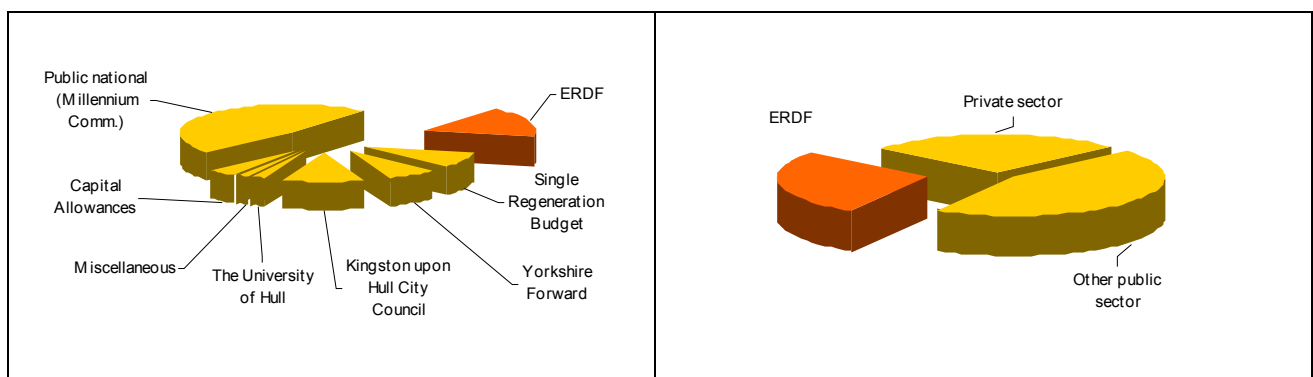 Public national
(Millennium
Comm.)
ERDF
Capital
Allowances
Single
Regeneration
Budget
Miscellaneous
The University
of Hull
Kingston upon
Hull City
Council
Yorkshire
Forward
ERDF
Private sector
Other public
sector